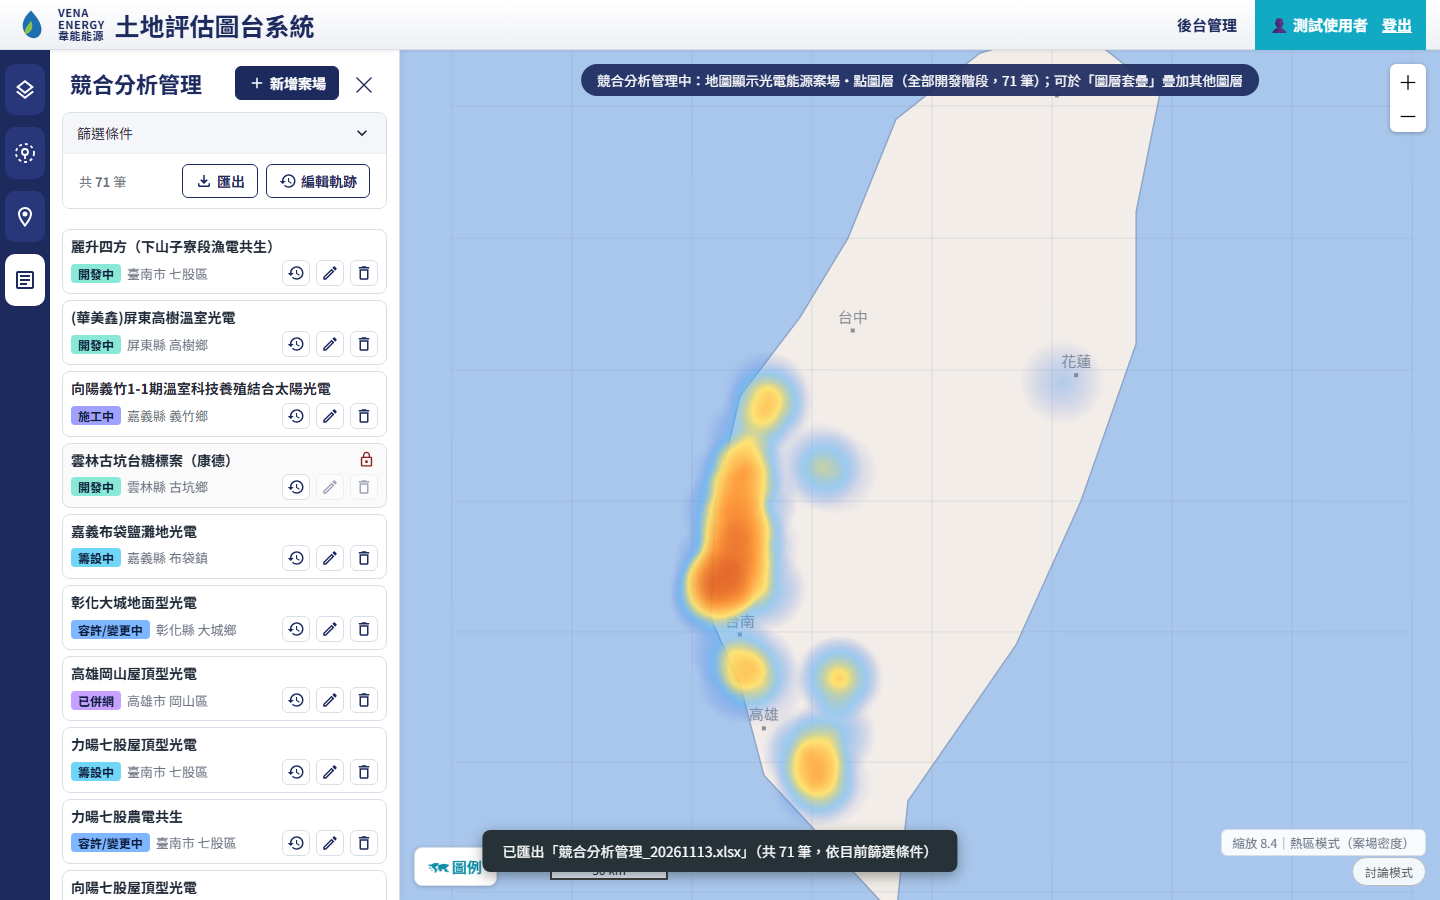 VENA
ENERGY
韋能能源
土地評估圖台系統
後台管理
測試使用者
登出
競合分析管理
新增案場
篩選條件
共 71 筆
匯出
編輯軌跡
麗升四方（下山子寮段漁電共生）
開發中
臺南市 七股區
(華美鑫)屏東高樹溫室光電
開發中
屏東縣 高樹鄉
向陽義竹1-1期溫室科技養殖結合太陽光電
施工中
嘉義縣 義竹鄉
雲林古坑台糖標案（康德）
開發中
雲林縣 古坑鄉
嘉義布袋鹽灘地光電
籌設中
嘉義縣 布袋鎮
彰化大城地面型光電
容許/變更中
彰化縣 大城鄉
高雄岡山屋頂型光電
已併網
高雄市 岡山區
力暘七股屋頂型光電
籌設中
臺南市 七股區
力暘七股農電共生
容許/變更中
臺南市 七股區
向陽七股屋頂型光電
競合分析管理中：地圖顯示光電能源案場・點圖層（全部開發階段，71 筆）；可於「圖層套疊」疊加其他圖層
台中
花蓮
台南
高雄
已匯出「競合分析管理_20261113.xlsx」（共 71 筆，依目前篩選條件）
圖例
縮放 8.4｜熱區模式（案場密度）
討論模式